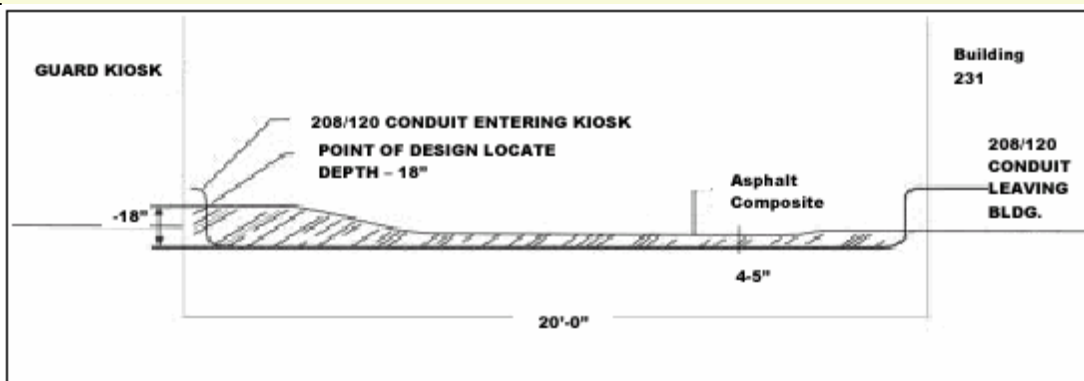 GUARD KIOSK
208/120 CONDUIT ENTERING KIOSK
POINT OF DESIGN LOCATE
DEPTH – 18"
-18"
Asphalt
Composite
4-5"
20'-0"
Building
231
208/120
CONDUIT
LEAVING
BLDG.